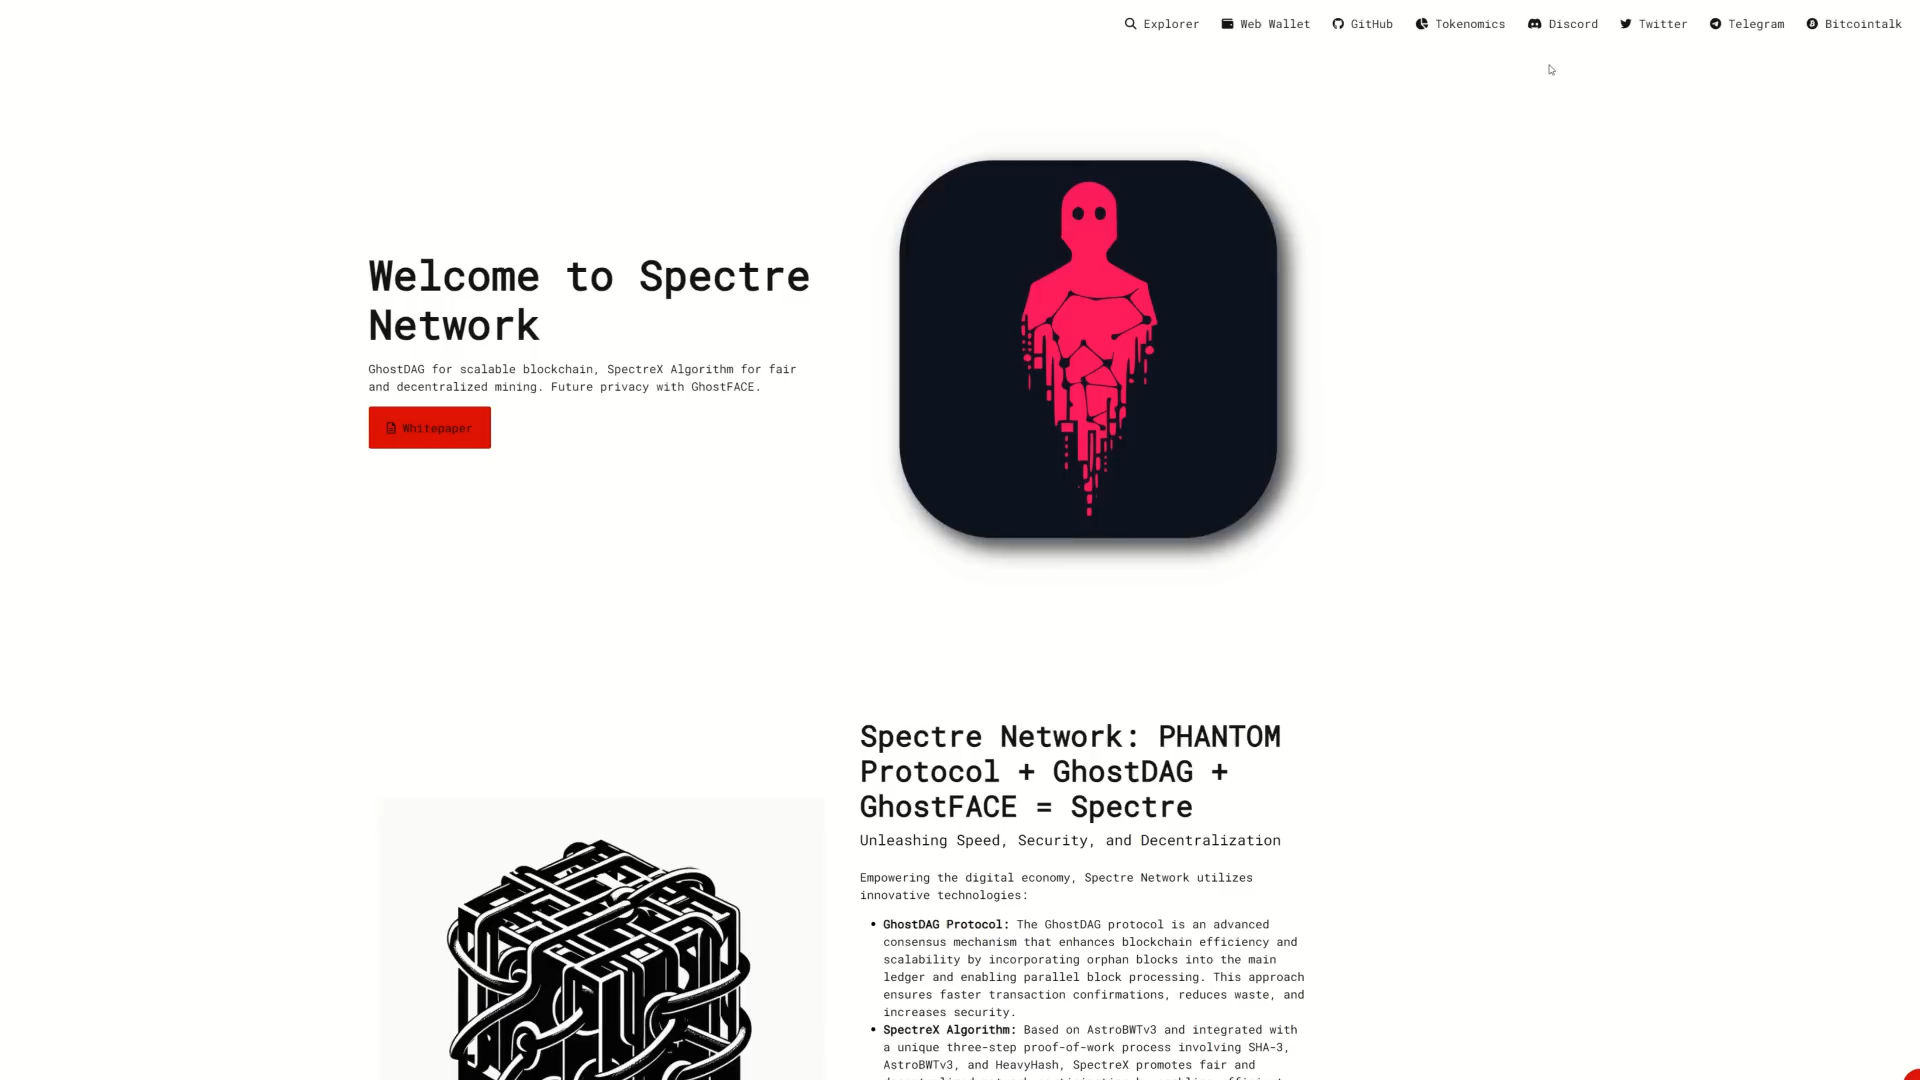 Explorer
Web Wallet
GitHub
Tokenomics
Discord
Twitter
Telegram
Bitcointalk
Welcome to Spectre
Network
GhostDAG for scalable blockchain, SpectreX Algorithm for fair
and decentralized mining. Future privacy with GhostFACE.
Whitepaper
Spectre Network: PHANTOM
Protocol + GhostDAG +
GhostFACE = Spectre
Unleashing Speed, Security, and Decentralization
Empowering the digital economy, Spectre Network utilizes
innovative technologies:
• GhostDAG Protocol: The GhostDAG protocol is an advanced
consensus mechanism that enhances blockchain efficiency and
scalability by incorporating orphan blocks into the main
ledger and enabling parallel block processing. This approach
ensures faster transaction confirmations, reduces waste, and
increases security.
• SpectreX Algorithm: Based on AstroBWTv3 and integrated with
a unique three-step proof-of-work process involving SHA-3,
AstroBWTv3, and HeavyHash, SpectreX promotes fair and